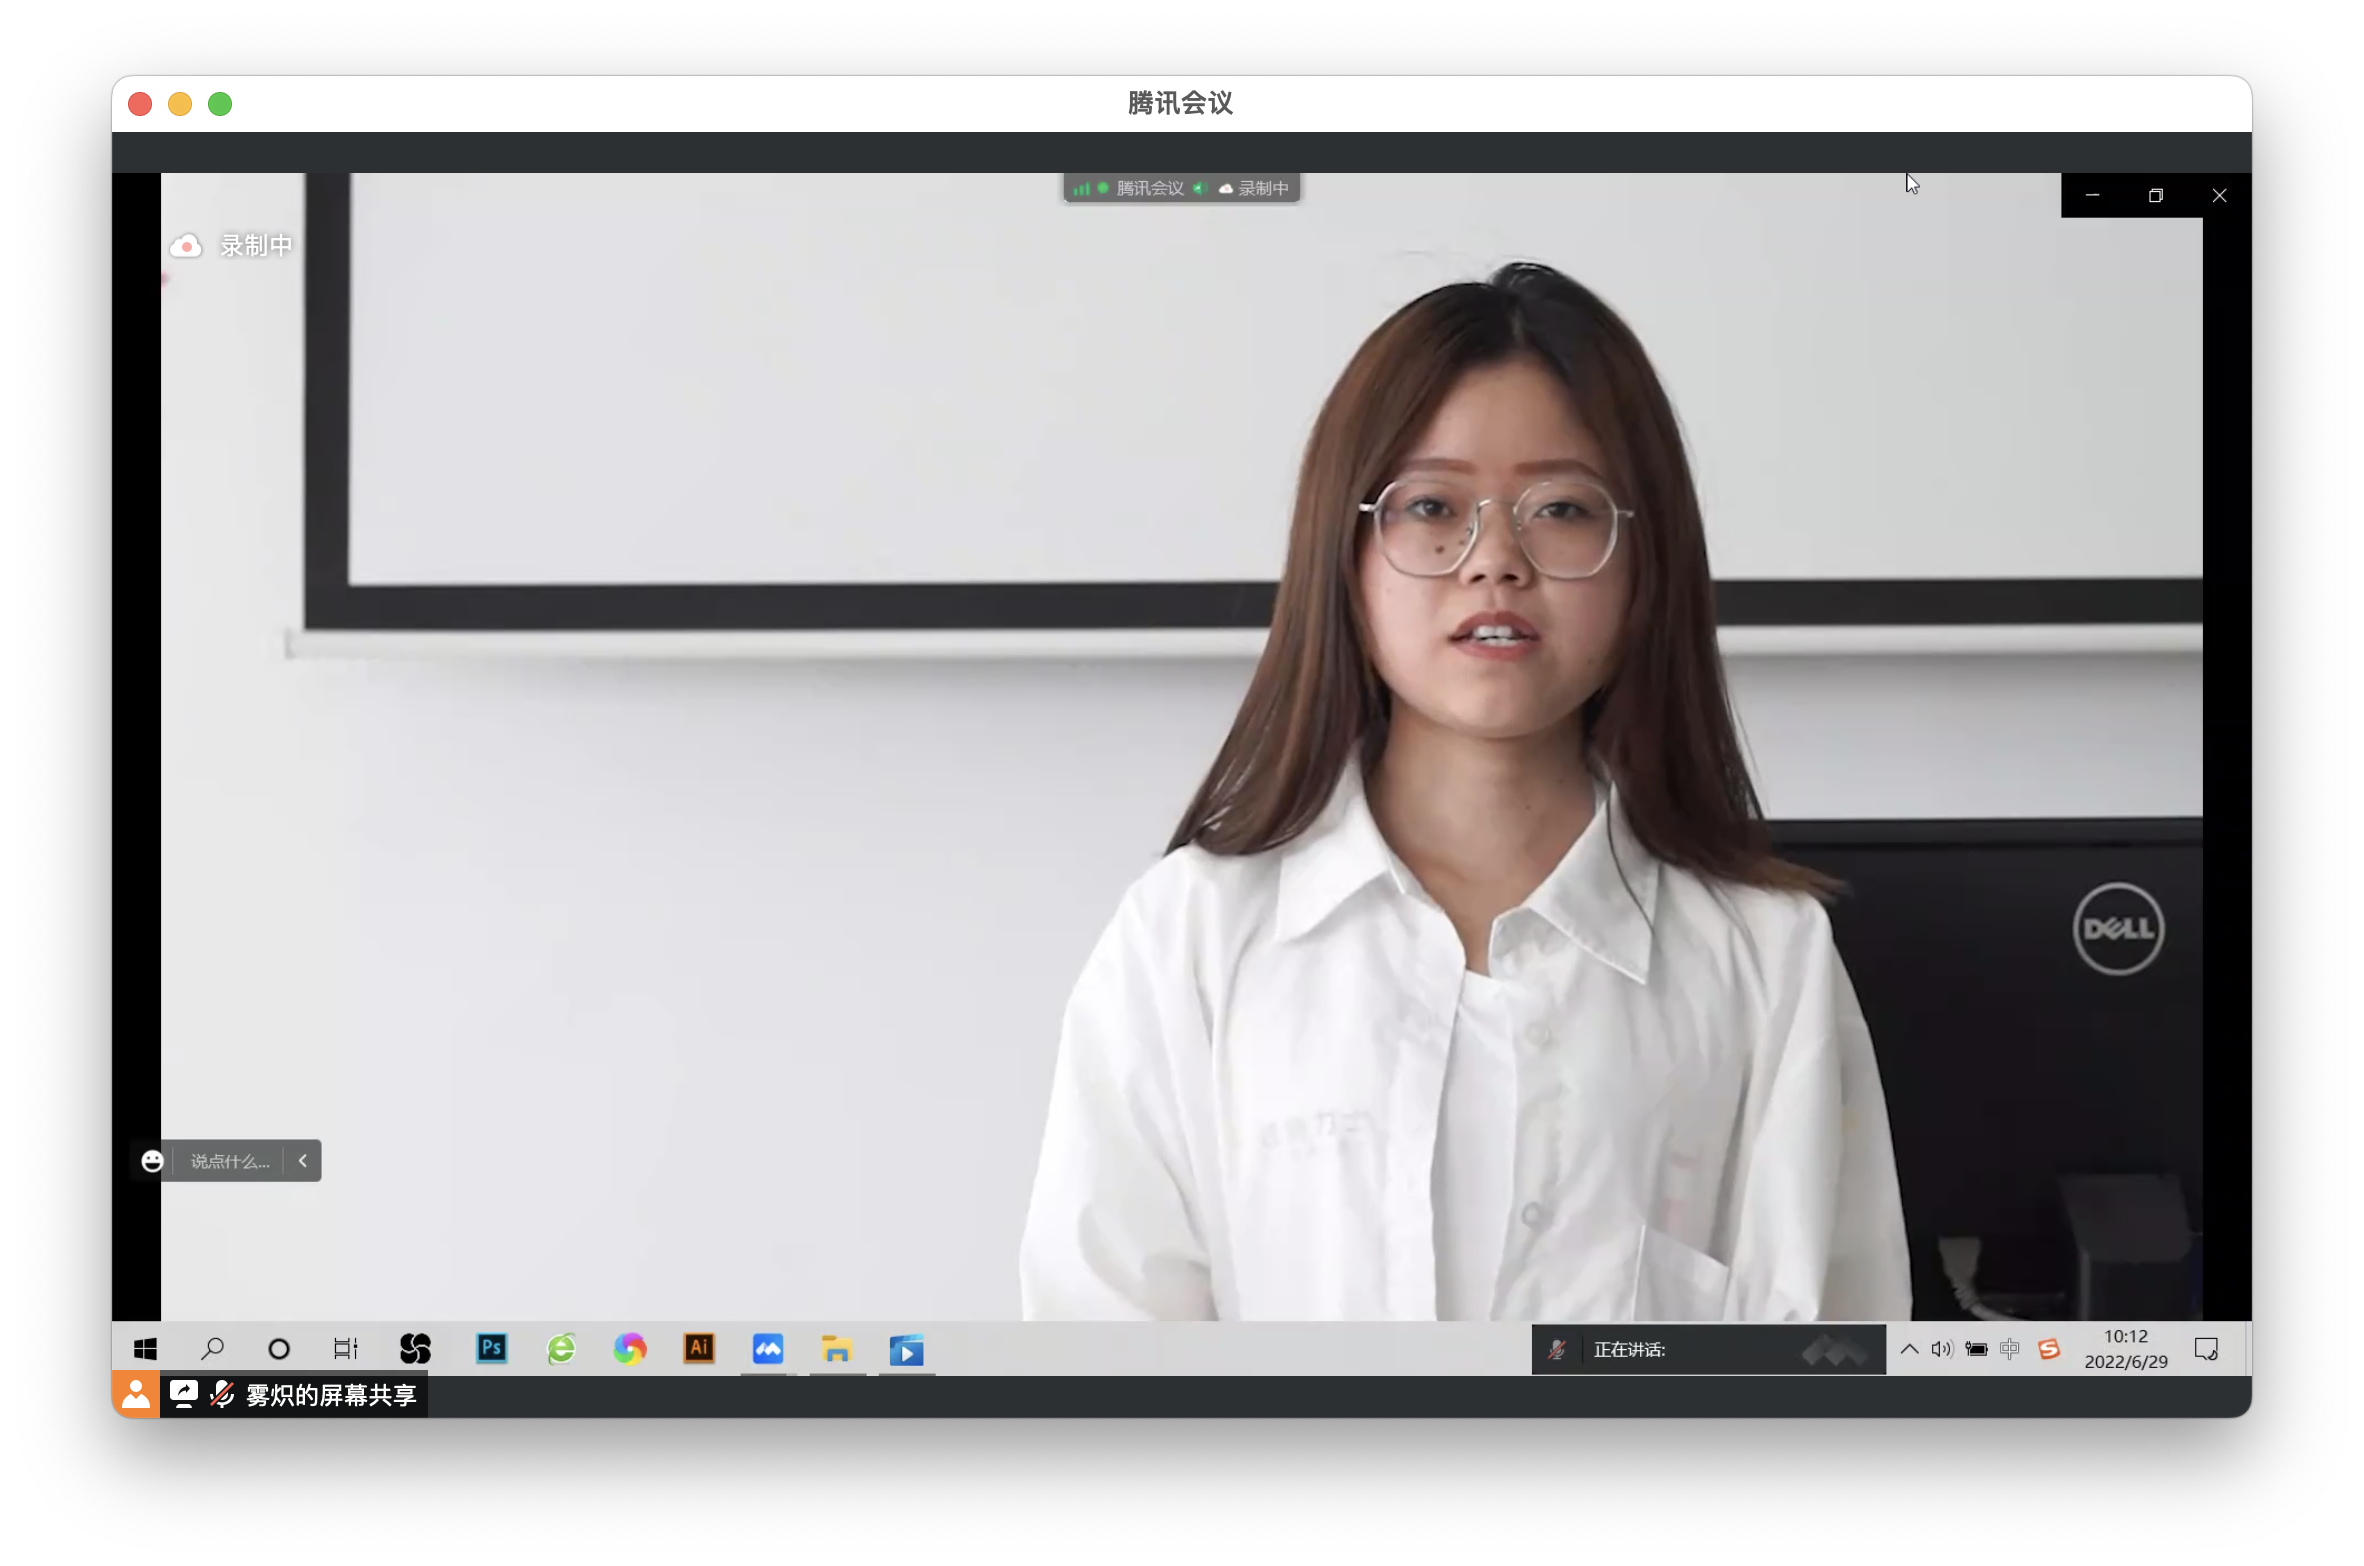 腾讯会议
腾讯会议 录制中
录制中
DELL
说点什么...
Ps
Ai
正在讲话:
中
10:12
2022/6/29
雾炽的屏幕共享